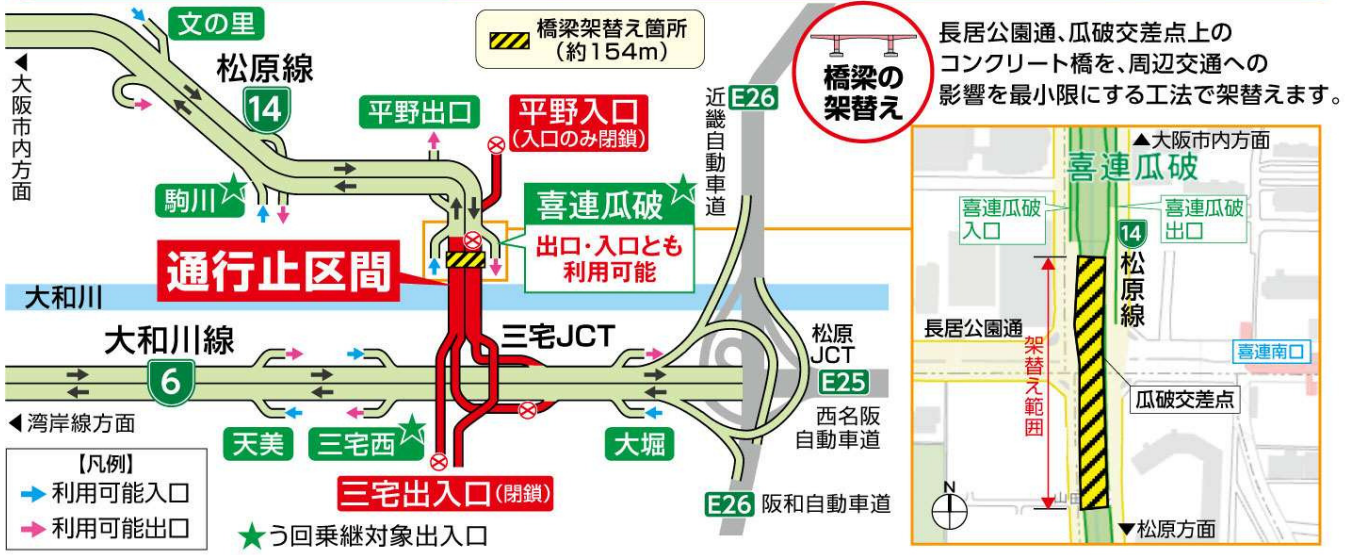 文の里
松原線
14
橋梁架替え箇所
(約154m)
橋梁の
架替え
長居公園通、瓜破交差点上の
コンクリート橋を、周辺交通への
影響を最小限にする工法で架替えます。
◀大阪市内方面
平野出口
平野入口
(入口のみ閉鎖)
近畿自動車道
E26
駒川
喜連瓜破
出口・入口とも
利用可能
通行止区間
大和川
大和川線
6
三宅JCT
松原
JCT
E25
西名阪
自動車道
◀湾岸線方面
天美
三宅西
大堀
三宅出入口(閉鎖)
E26 阪和自動車道
【凡例】
利用可能入口
利用可能出口
★う回乗継対象出入口
▲大阪市内方面
喜連瓜破
喜連瓜破
入口
喜連瓜破
出口
14
松原線
長居公園通
架替え範囲
喜連南口
瓜破交差点
N
▼松原方面